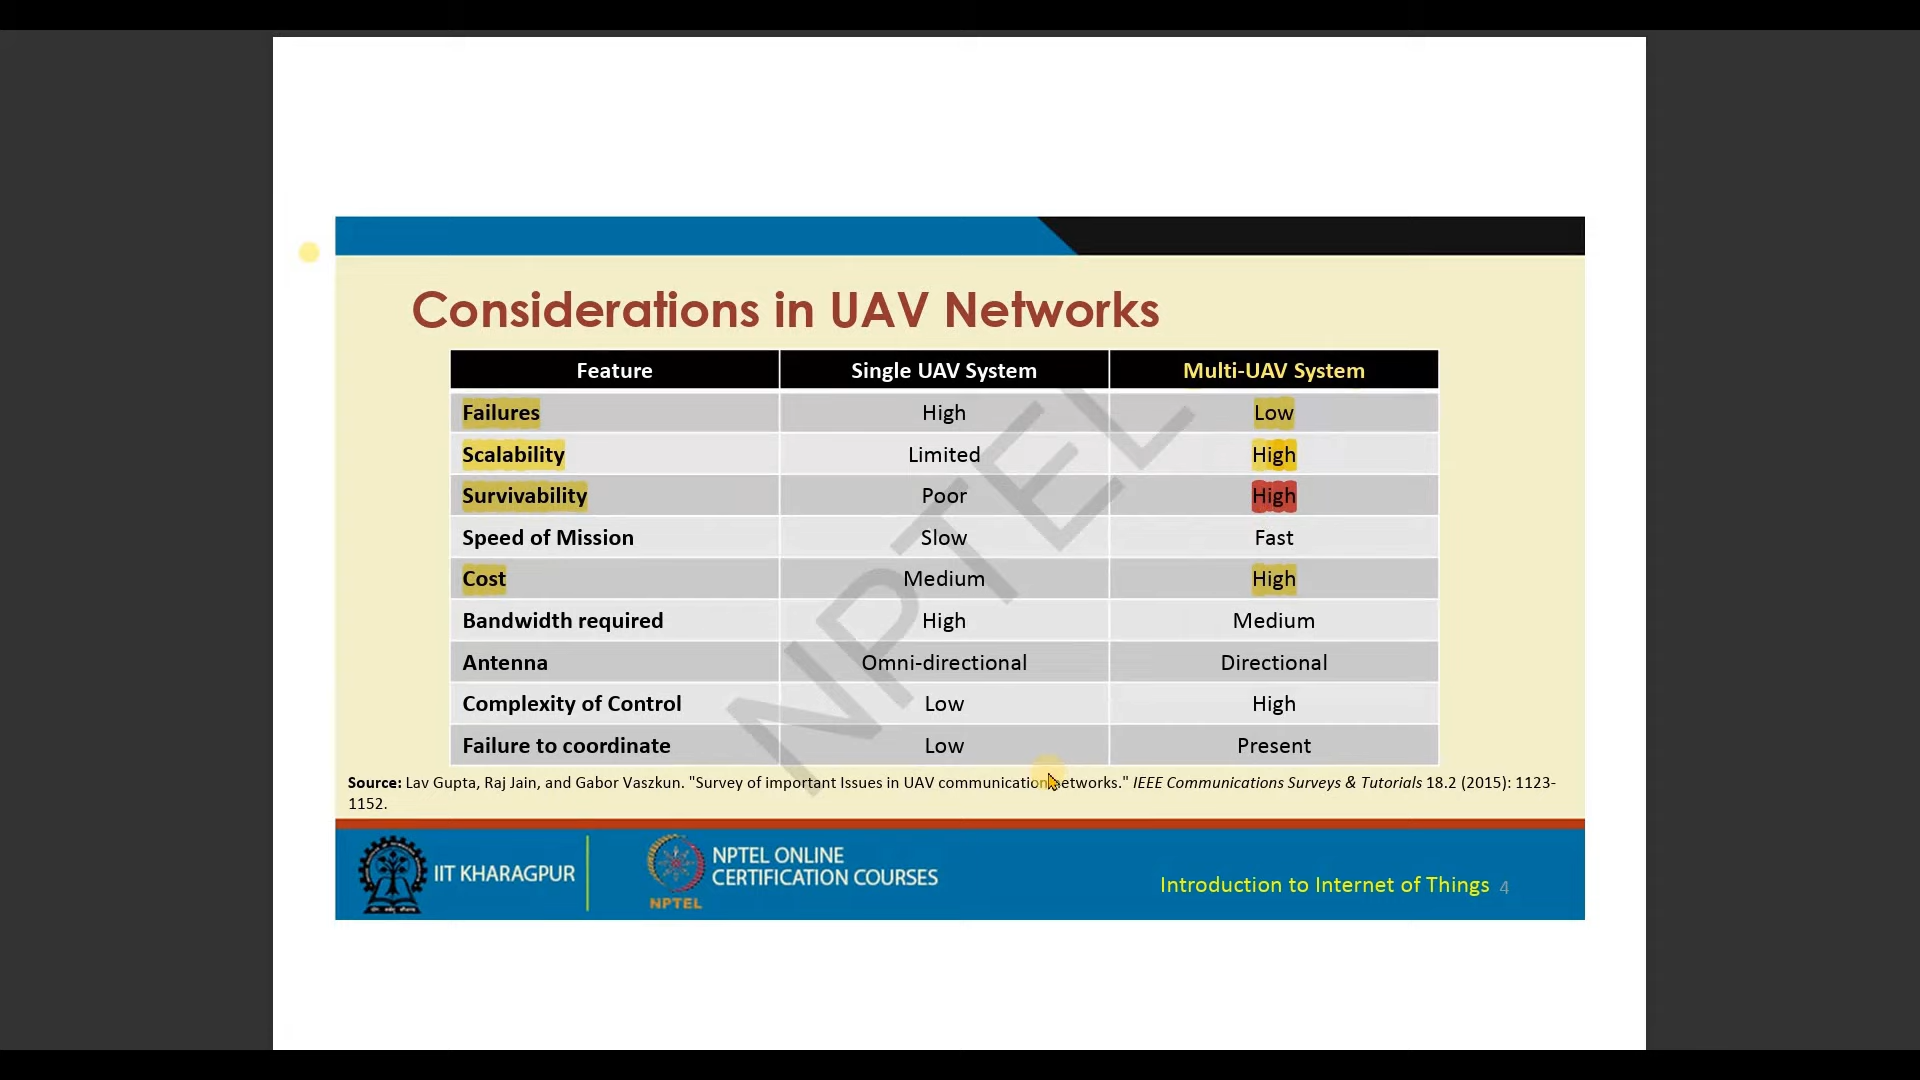 Considerations in UAV Networks
Feature Single UAV System Multi-UAV System
Failures High Low
Scalability Limited High
Survivability Poor High
Speed of Mission Slow Fast
Cost Medium High
Bandwidth required High Medium
Antenna Omni-directional Directional
Complexity of Control Low High
Failure to coordinate Low Present
NPTEL
Source: Lav Gupta, Raj Jain, and Gabor Vaszkun. "Survey of important Issues in UAV communication networks." IEEE Communications Surveys & Tutorials 18.2 (2015): 1123-
1152.
IIT KHARAGPUR
NPTEL ONLINE
CERTIFICATION COURSES
NPTEL
Introduction to Internet of Things 4